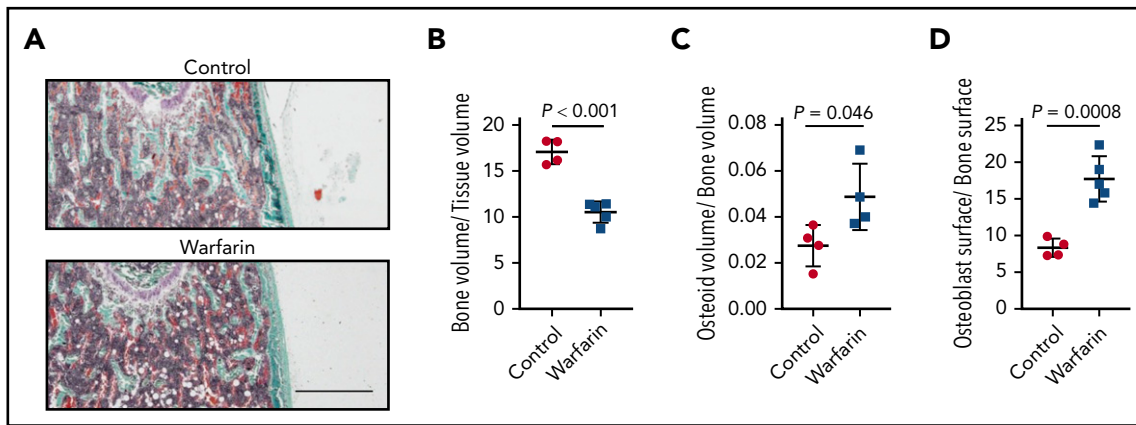 A
Control
Warfarin
B
Bone volume/ Tissue volume
P < 0.001
20
15
10
5
0
Control
Warfarin
C
Osteoid volume/ Bone volume
P = 0.046
0.08
0.06
0.04
0.02
0.00
Control
Warfarin
D
Osteoblast surface/ Bone surface
P = 0.0008
25
20
15
10
5
0
Control
Warfarin